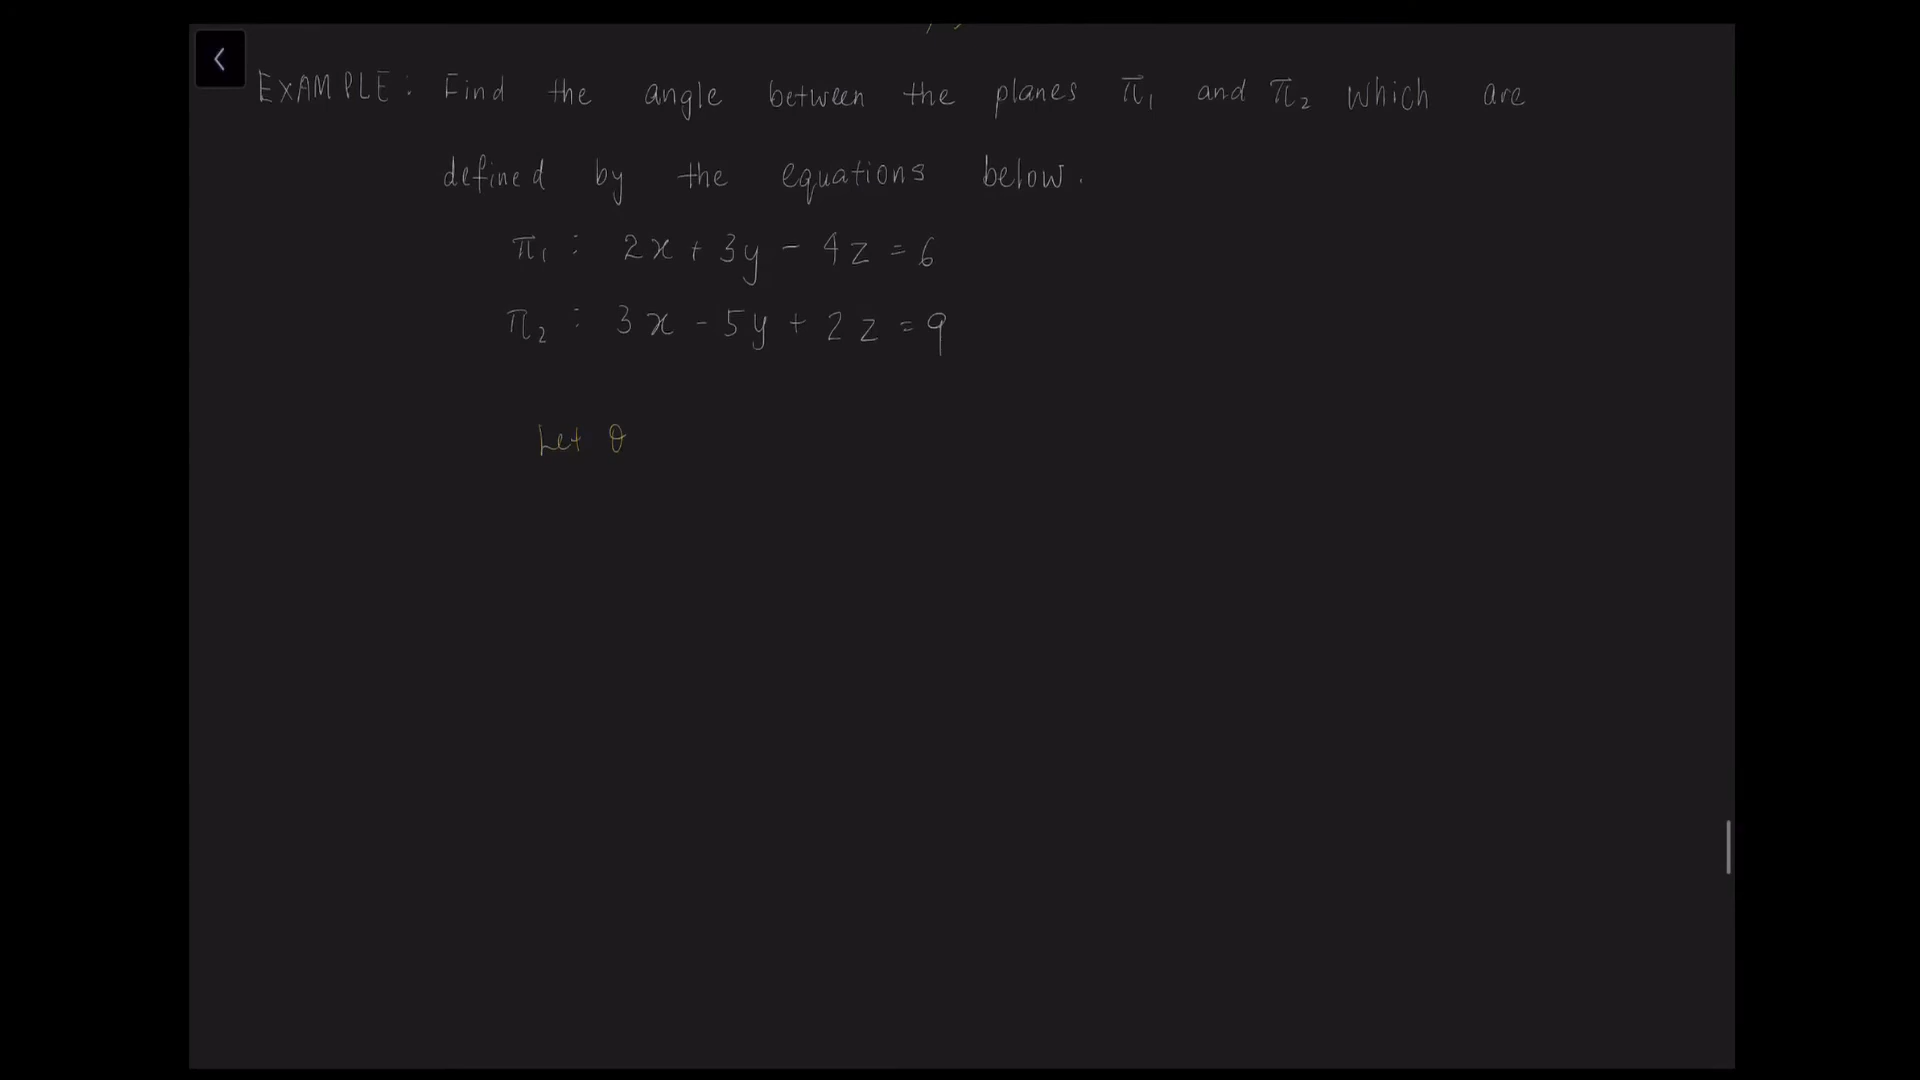 EXAMPLE: Find the angle between the planes π₁ and π₂ which are
defined by the equations below.
π₁ : 2x + 3y - 4z = 6
π₂ : 3x - 5y + 2z = 9
Let θ